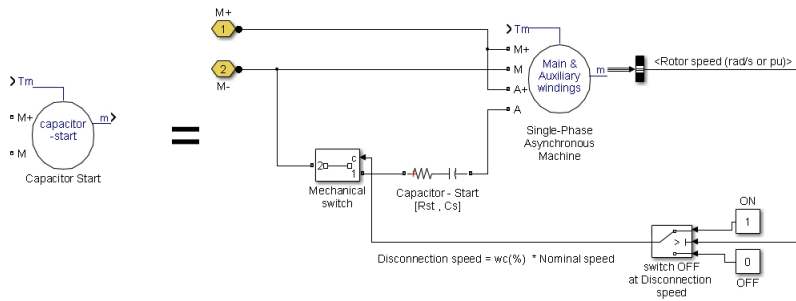 Tm
M+
M
capacitor
-start
m
Capacitor Start
=
M+
1
2
M-
Tm
M+
M
A+
A
Main &
Auxiliary
windings
m
Single-Phase
Asynchronous
Machine
<Rotor speed (rad/s or pu)>
2
c
1
Mechanical
switch
Capacitor - Start
[Rst , Cs]
Disconnection speed = wc(%) * Nominal speed
>
switch OFF
at Disconnection
speed
ON
1
0
OFF